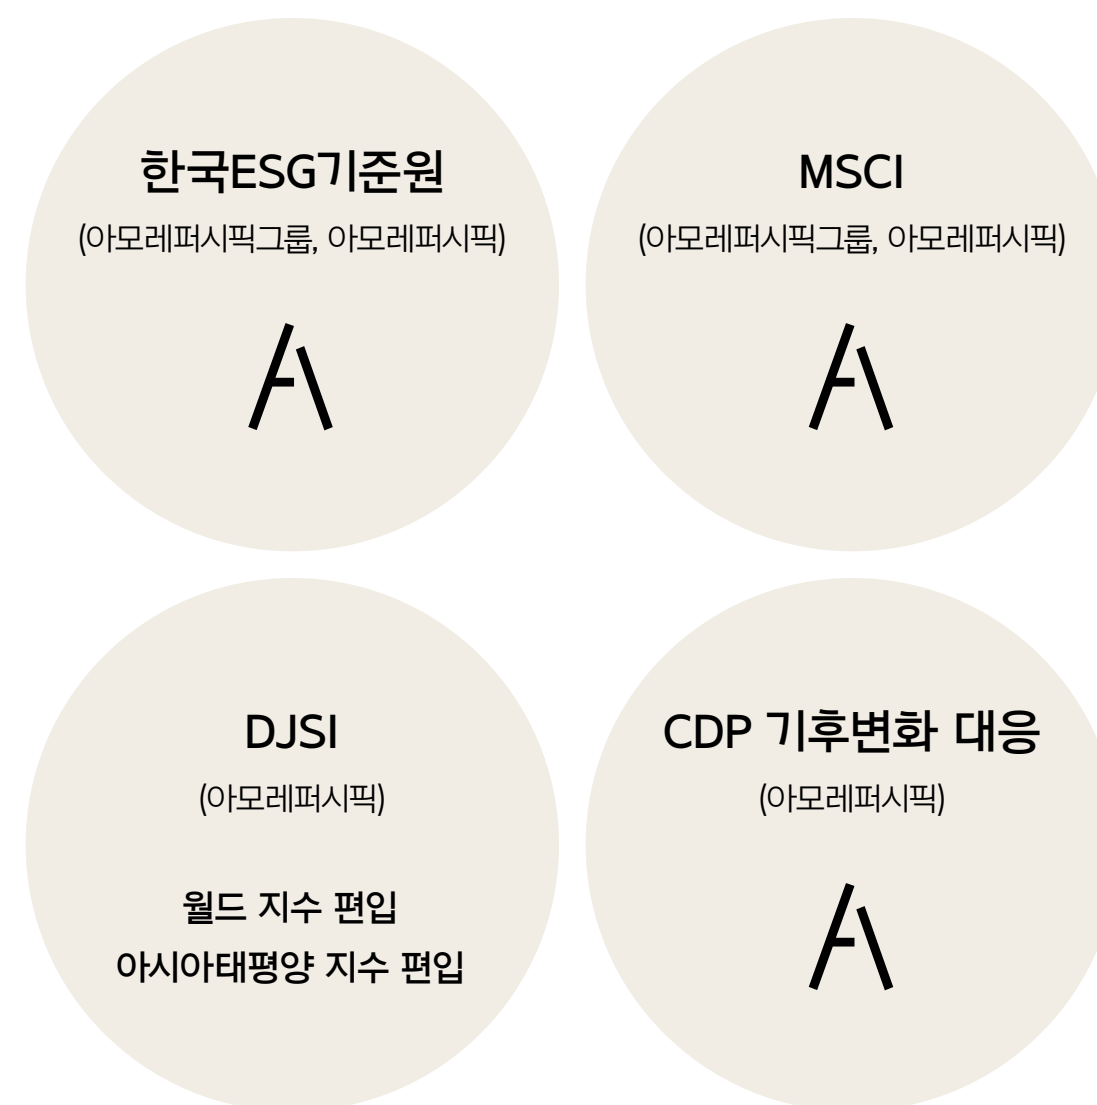 한국ESG기준원
(아모레퍼시픽그룹, 아모레퍼시픽)
A
MSCI
(아모레퍼시픽그룹, 아모레퍼시픽)
A
DJSI
(아모레퍼시픽)
월드 지수 편입
아시아태평양 지수 편입
CDP 기후변화 대응
(아모레퍼시픽)
A